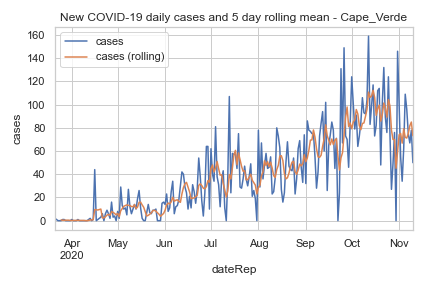 New COVID-19 daily cases and 5 day rolling mean - Cape_Verde
cases
cases (rolling)
160
140
120
100
80
60
40
20
0
cases
Apr May Jun Jul Aug Sep Oct Nov
2020
dateRep